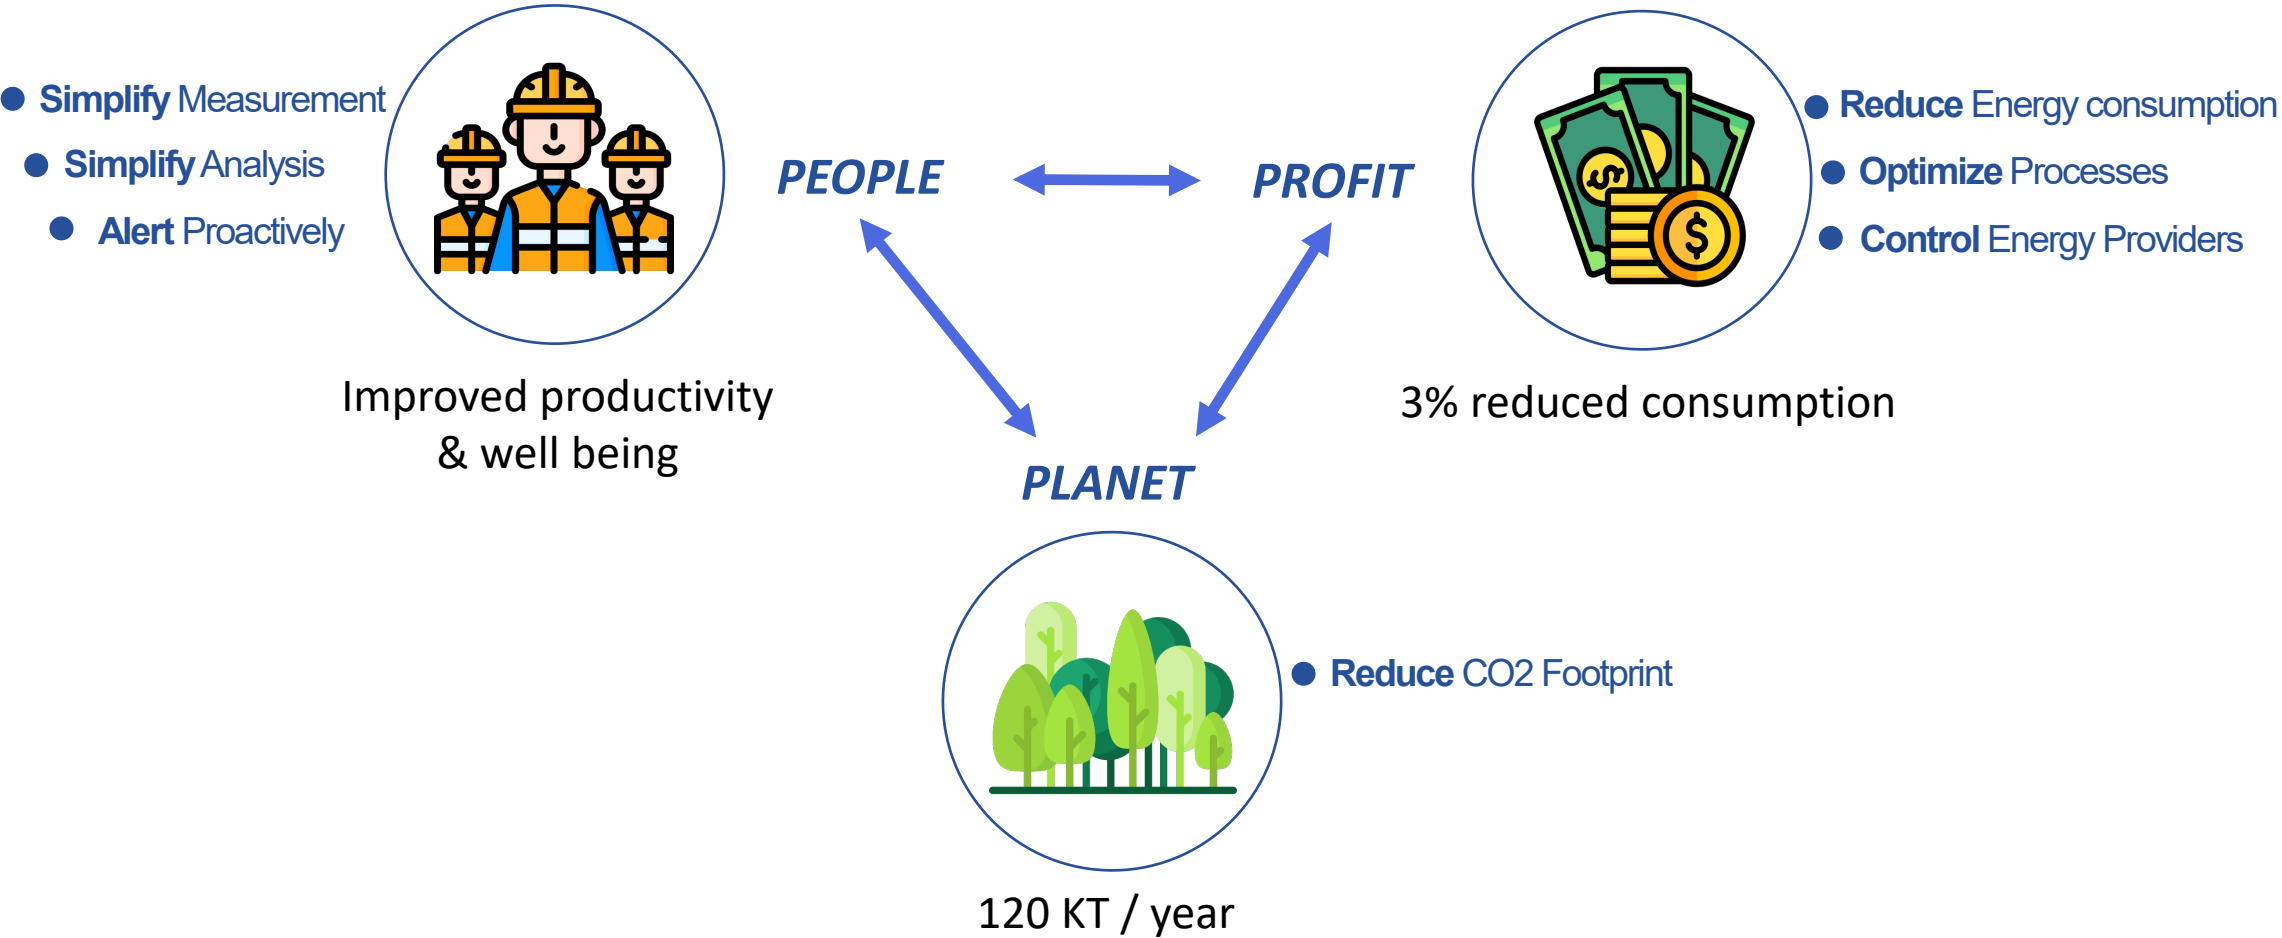 Simplify Measurement
Simplify Analysis
Alert Proactively
PEOPLE
Improved productivity
& well being
PROFIT
Reduce Energy consumption
Optimize Processes
Control Energy Providers
3% reduced consumption
PLANET
Reduce CO2 Footprint
120 KT / year